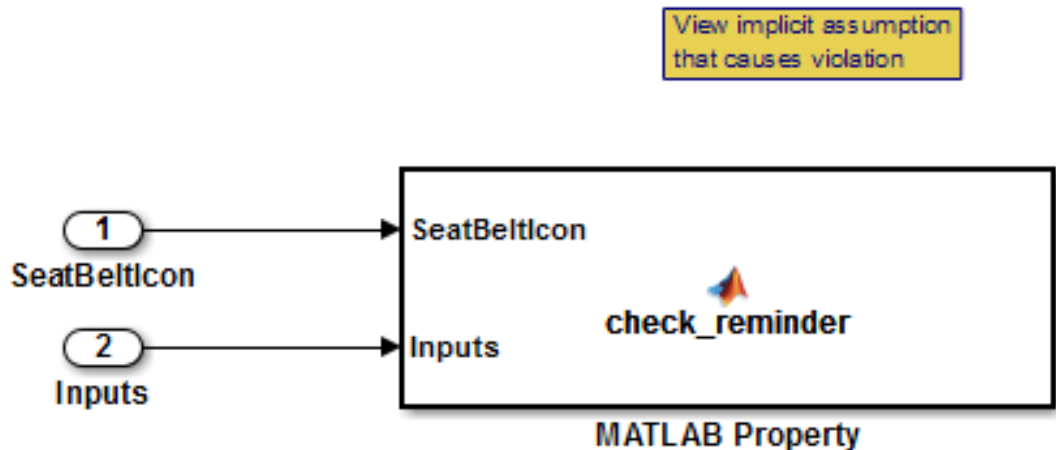 View implicit assumption
that causes violation
1
SeatBeltIcon
SeatBeltIcon
2
Inputs
Inputs
check_reminder
MATLAB Property